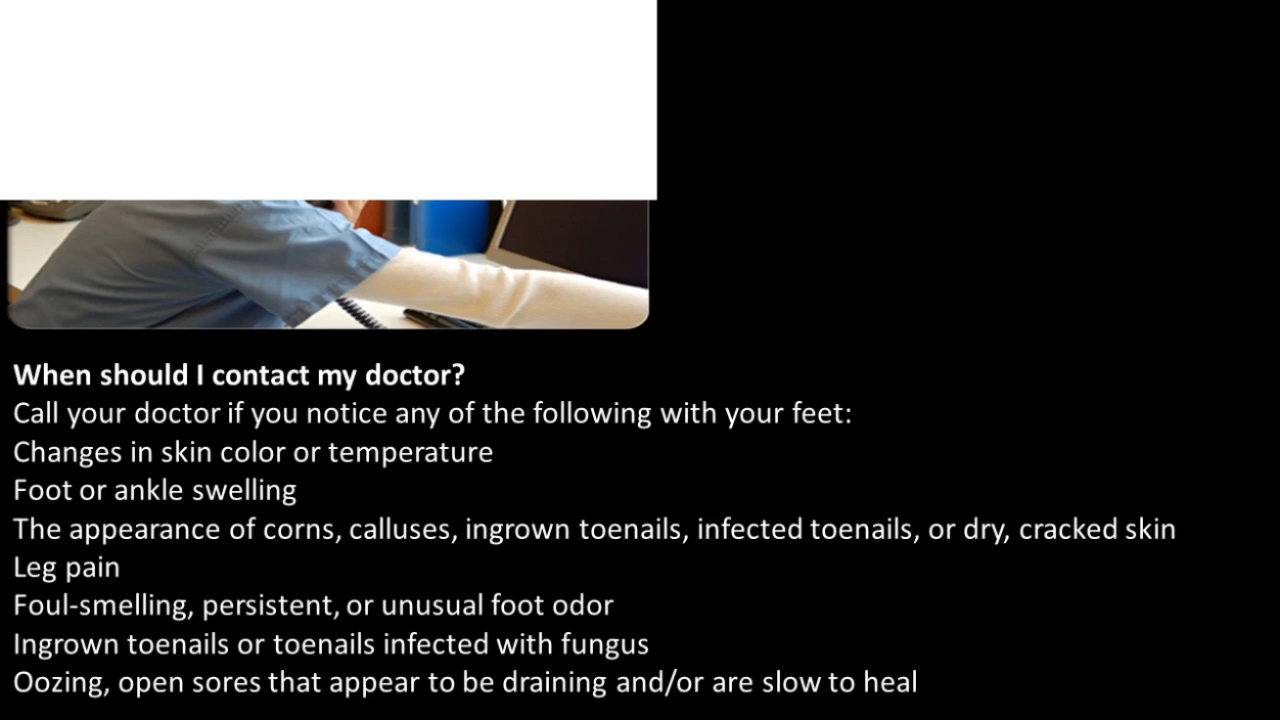 When should I contact my doctor?
Call your doctor if you notice any of the following with your feet:
Changes in skin color or temperature
Foot or ankle swelling
The appearance of corns, calluses, ingrown toenails, infected toenails, or dry, cracked skin
Leg pain
Foul-smelling, persistent, or unusual foot odor
Ingrown toenails or toenails infected with fungus
Oozing, open sores that appear to be draining and/or are slow to heal